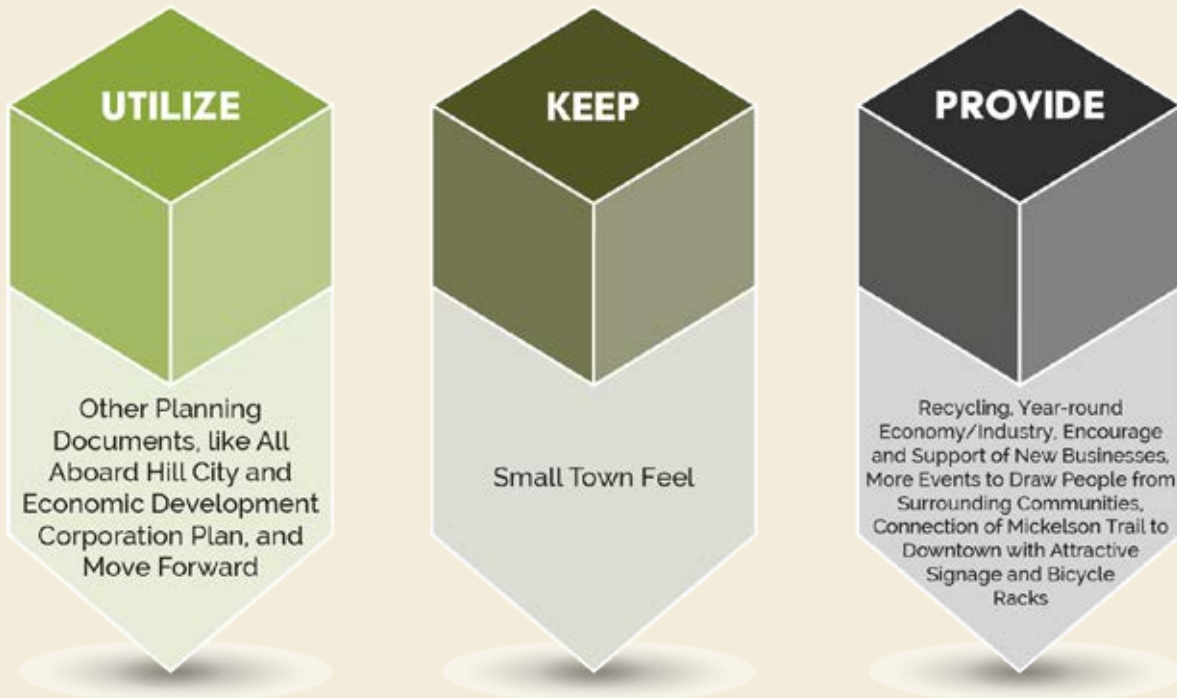 UTILIZE
Other Planning
Documents, like All
Aboard Hill City and
Economic Development
Corporation Plan, and
Move Forward
KEEP
Small Town Feel
PROVIDE
Recycling, Year-round
Economy/Industry, Encourage
and Support of New Businesses,
More Events to Draw People from
Surrounding Communities,
Connection of Mickelson Trail to
Downtown with Attractive
Signage and Bicycle
Racks